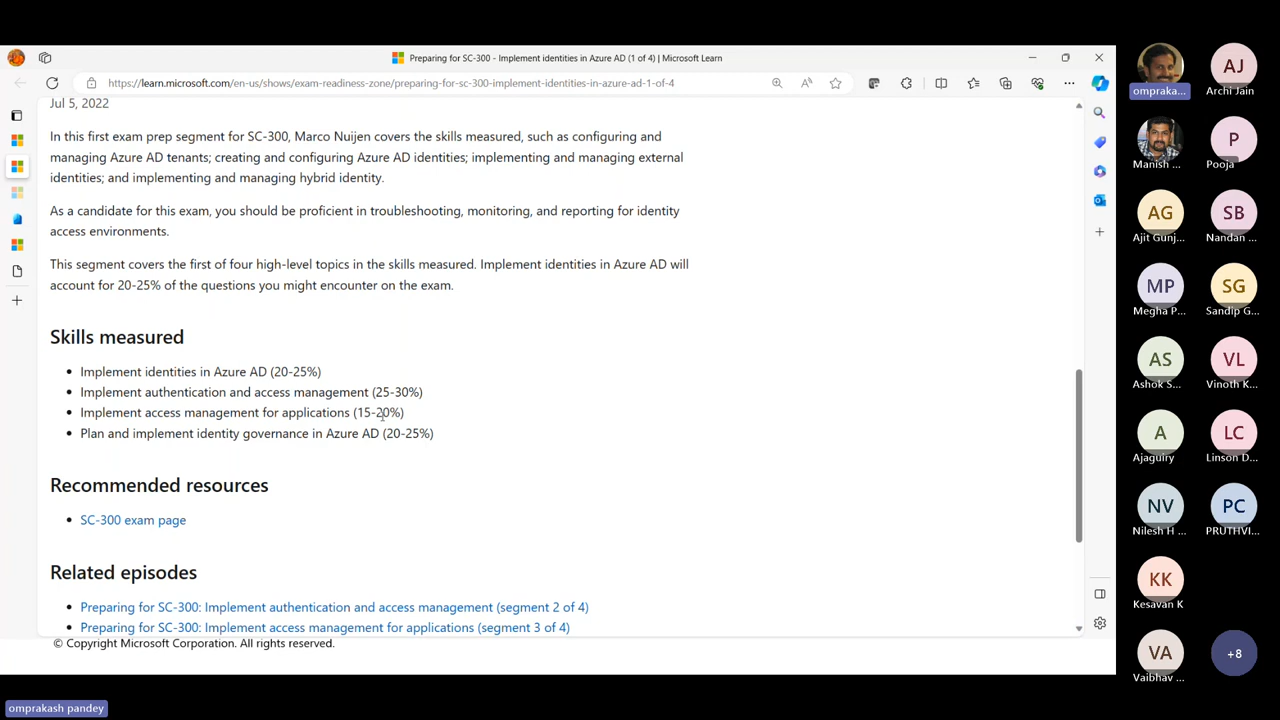 Preparing for SC-300 - Implement identities in Azure AD (1 of 4) | Microsoft Learn
https://learn.microsoft.com/en-us/shows/exam-readiness-zone/preparing-for-sc-300-implement-identities-in-azure-ad-1-of-4
Jul 5, 2022
In this first exam prep segment for SC-300, Marco Nuijen covers the skills measured, such as configuring and
managing Azure AD tenants; creating and configuring Azure AD identities; implementing and managing external
identities; and implementing and managing hybrid identity.
As a candidate for this exam, you should be proficient in troubleshooting, monitoring, and reporting for identity
access environments.
This segment covers the first of four high-level topics in the skills measured. Implement identities in Azure AD will
account for 20-25% of the questions you might encounter on the exam.
Skills measured
Implement identities in Azure AD (20-25%)
Implement authentication and access management (25-30%)
Implement access management for applications (15-20%)
Plan and implement identity governance in Azure AD (20-25%)
Recommended resources
SC-300 exam page
Related episodes
Preparing for SC-300: Implement authentication and access management (segment 2 of 4)
Preparing for SC-300: Implement access management for applications (segment 3 of 4)
© Copyright Microsoft Corporation. All rights reserved.
omprakash pandey
ompraka...
AJ
Archi Jain
Manish ...
P
Pooja
AG
Ajit Gunj...
SB
Nandan ...
MP
Megha P...
SG
Sandip G...
AS
Ashok S...
VL
Vinoth K...
A
Ajaguiry
LC
Linson D...
NV
Nilesh H ...
PC
PRUTHVI...
KK
Kesavan K
VA
Vaibhav ...
+8